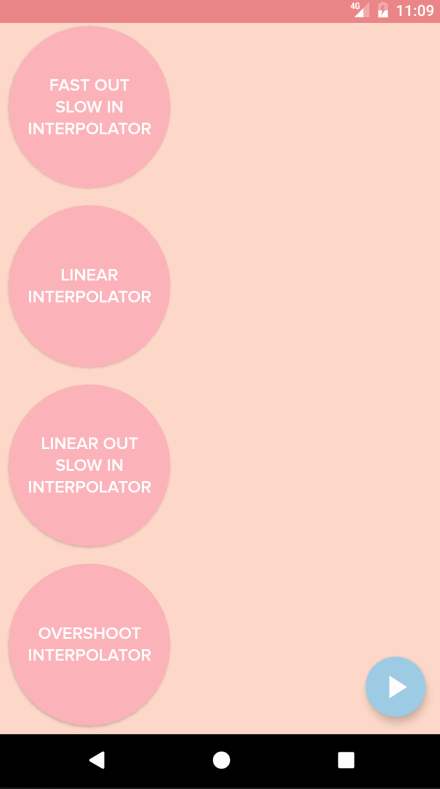 4G 11:09
FAST OUT
SLOW IN
INTERPOLATOR
LINEAR
INTERPOLATOR
LINEAR OUT
SLOW IN
INTERPOLATOR
OVERSHOOT
INTERPOLATOR